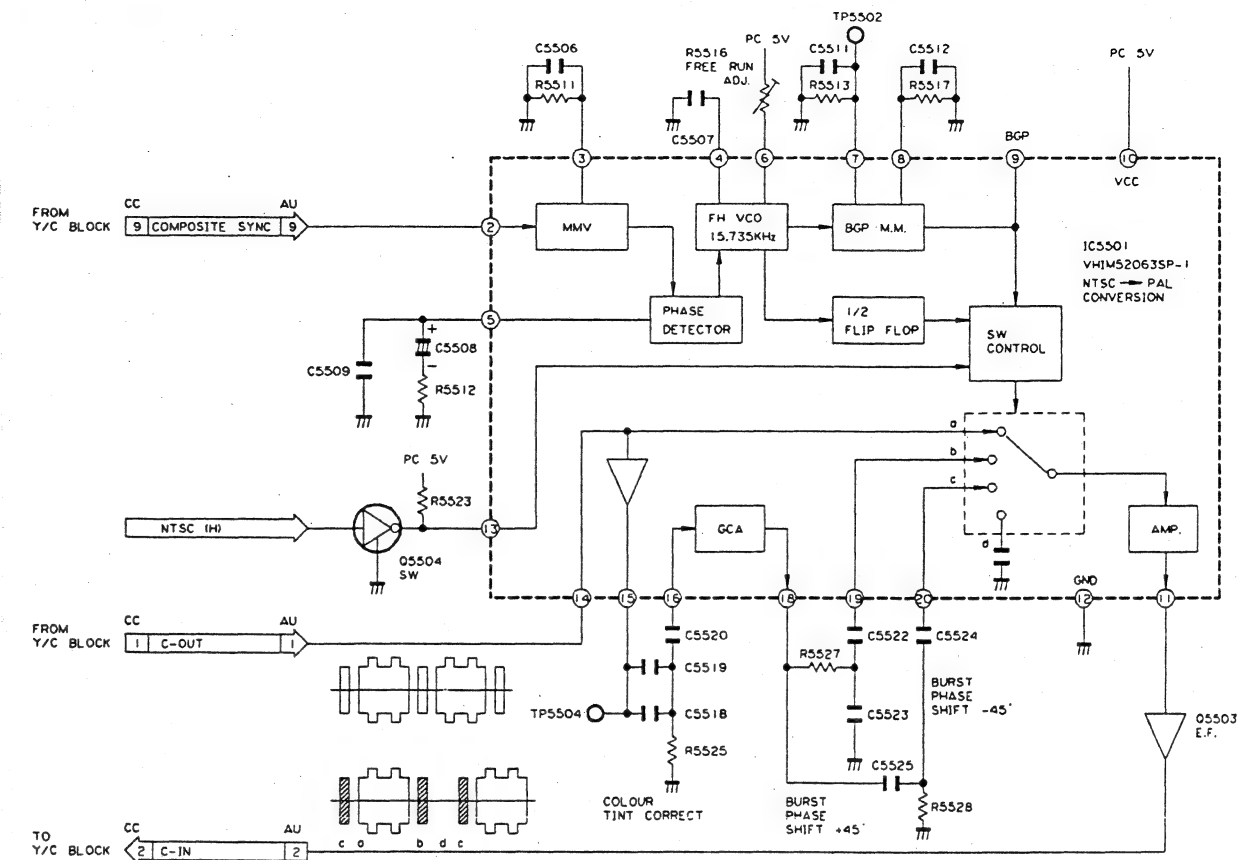 TP5502
C5506
R5511
R5516
FREE RUN
ADJ.
PC 5V
C5511
R5513
C5512
R5517
PC 5V
C5507
BGP
3
4
6
7
8
9
10
VCC
FROM
Y/C BLOCK
CC
AU
9 COMPOSITE SYNC 9
2
MMV
FH VCO
15.735KHz
BGP M.M.
IC5501
VHIM52063SP-1
NTSC → PAL
CONVERSION
5
PHASE
DETECTOR
1/2
FLIP FLOP
SW
CONTROL
+
C5508
-
C5509
R5512
PC 5V
R5523
a
b
c
d
NTSC (H)
Q5504
SW
13
GCA
AMP.
GND
14
15
16
18
19
20
12
11
FROM
Y/C BLOCK
CC
AU
1 C-OUT 1
C5520
C5519
TP5504
C5518
R5525
R5527
C5522
C5524
C5523
BURST
PHASE
SHIFT -45°
C5525
R5528
Q5503
E.F.
COLOUR
TINT CORRECT
BURST
PHASE
SHIFT +45°
TO
Y/C BLOCK
CC
AU
2 C-IN 2
c a b d c